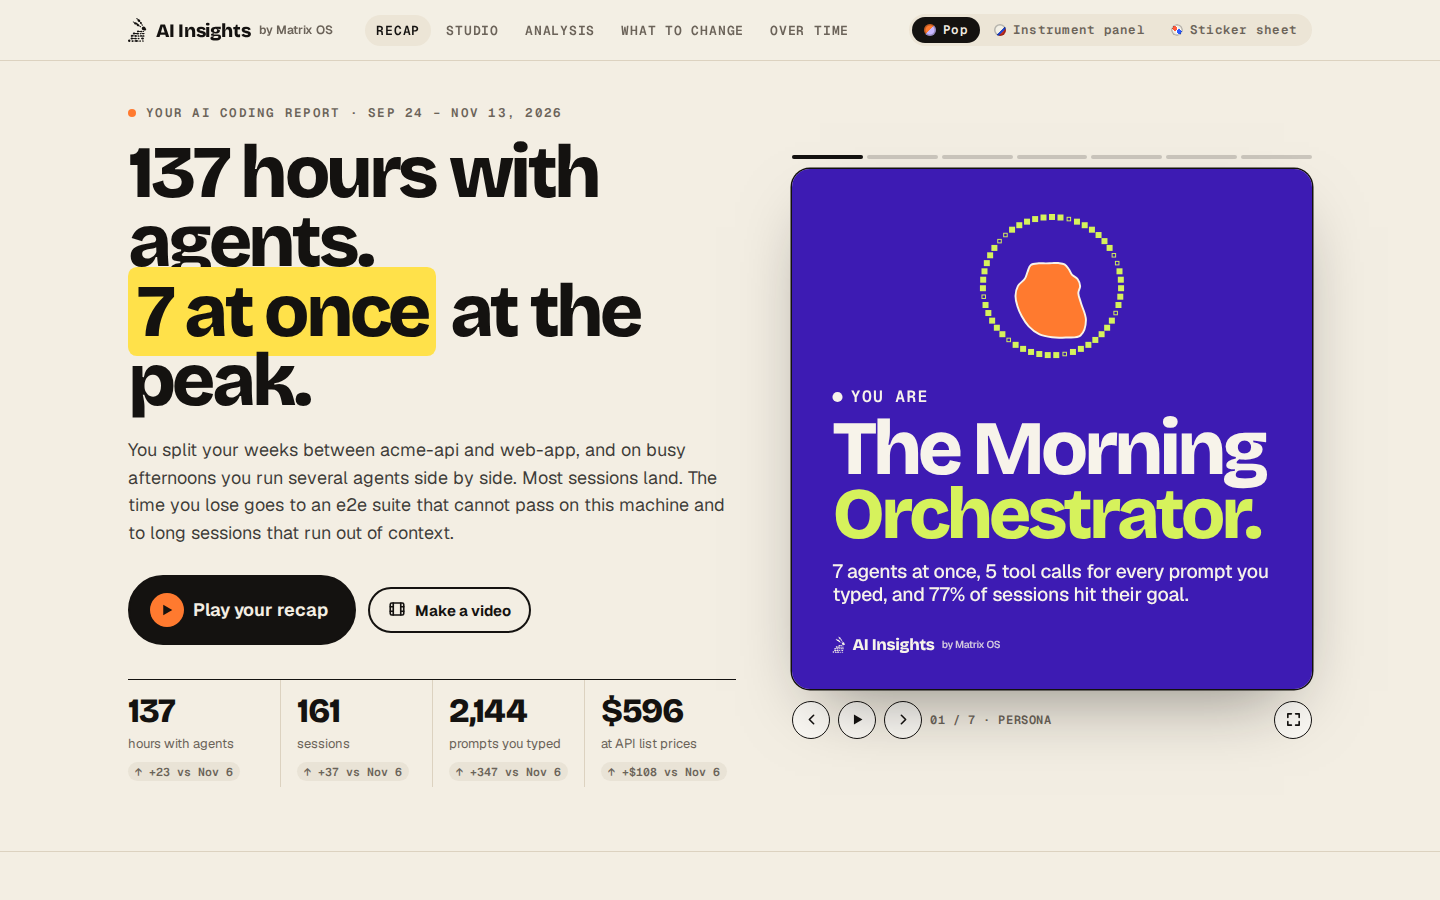 AI Insights by Matrix OS
RECAP
STUDIO
ANALYSIS
WHAT TO CHANGE
OVER TIME
Pop
Instrument panel
Sticker sheet
YOUR AI CODING REPORT · SEP 24 – NOV 13, 2026
137 hours with
agents.
7 at once at the
peak.
You split your weeks between acme-api and web-app, and on busy
afternoons you run several agents side by side. Most sessions land. The
time you lose goes to an e2e suite that cannot pass on this machine and
to long sessions that run out of context.
Play your recap
Make a video
137
hours with agents
↑ +23 vs Nov 6
161
sessions
↑ +37 vs Nov 6
2,144
prompts you typed
↑ +347 vs Nov 6
$596
at API list prices
↑ +$108 vs Nov 6
YOU ARE
The Morning
Orchestrator.
7 agents at once, 5 tool calls for every prompt you
typed, and 77% of sessions hit their goal.
AI Insights by Matrix OS
01 / 7 · PERSONA